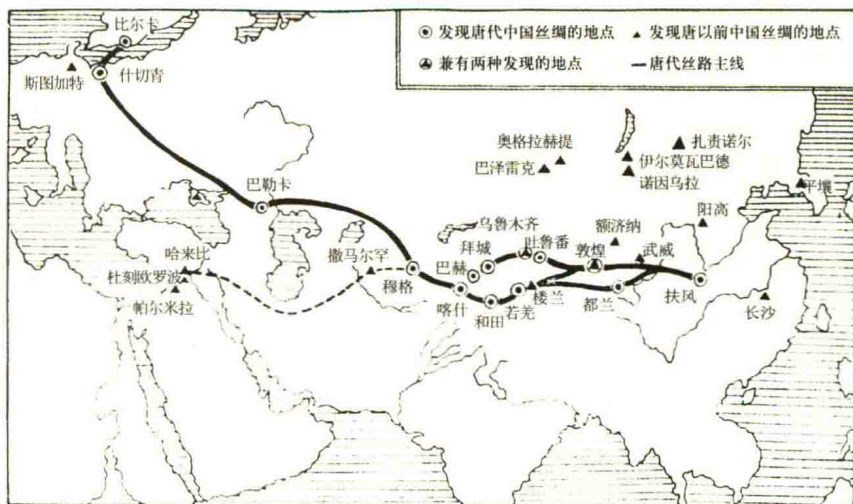 发现唐代中国丝绸的地点 发现唐以前中国丝绸的地点
兼有两种发现的地点 唐代丝路主线
比尔卡
斯图加特
什切青
奥格拉赫提
扎赉诺尔
巴泽雷克
伊尔莫瓦巴德
诺因乌拉
平壤
巴勒卡
阳高
乌鲁木齐
额济纳
哈来比
撒马尔罕
拜城
吐鲁番
敦煌
武威
杜刻欧罗波
巴赫
穆格
帕尔米拉
喀什
和田
若羌
楼兰
都兰
扶风
长沙